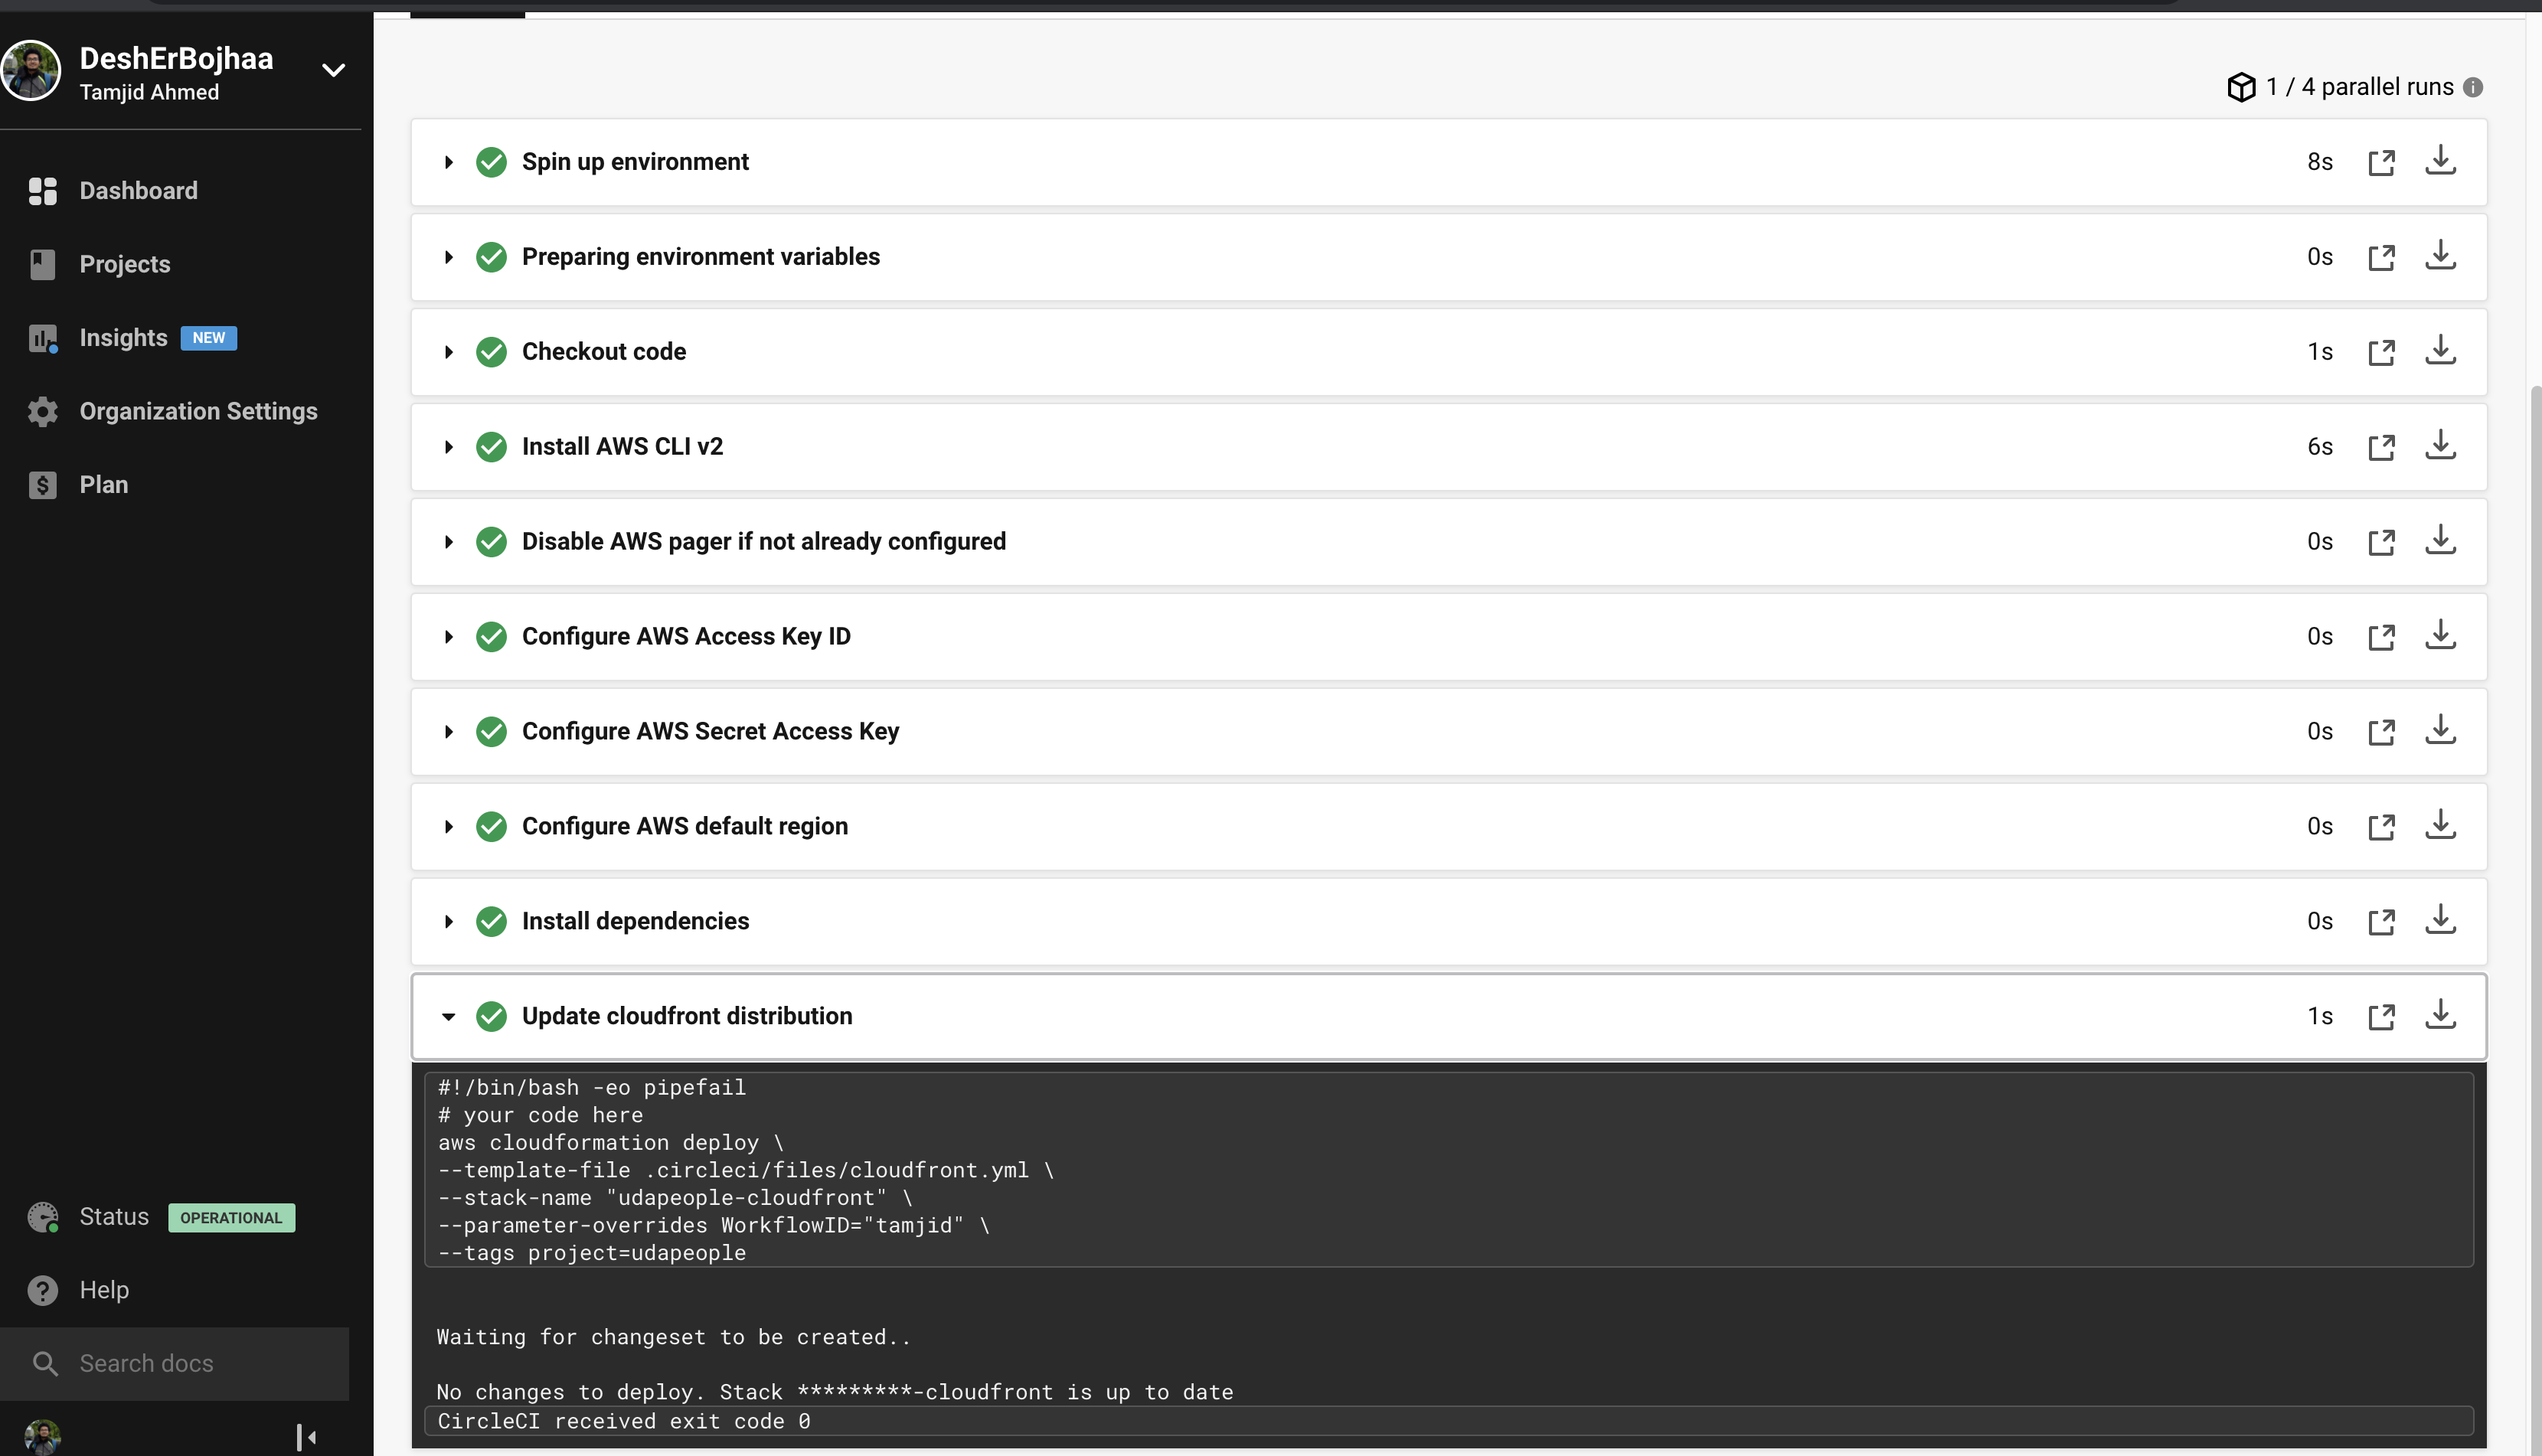 DeshErBojhaa
Tamjid Ahmed
Dashboard
Projects
Insights NEW
Organization Settings
Plan
Status OPERATIONAL
Help
Search docs
1 / 4 parallel runs
Spin up environment 8s
Preparing environment variables 0s
Checkout code 1s
Install AWS CLI v2 6s
Disable AWS pager if not already configured 0s
Configure AWS Access Key ID 0s
Configure AWS Secret Access Key 0s
Configure AWS default region 0s
Install dependencies 0s
Update cloudfront distribution 1s
#!/bin/bash -eo pipefail
# your code here
aws cloudformation deploy \
--template-file .circleci/files/cloudfront.yml \
--stack-name "udapeople-cloudfront" \
--parameter-overrides WorkflowID="tamjid" \
--tags project=udapeople
Waiting for changeset to be created..
No changes to deploy. Stack *********-cloudfront is up to date
CircleCI received exit code 0